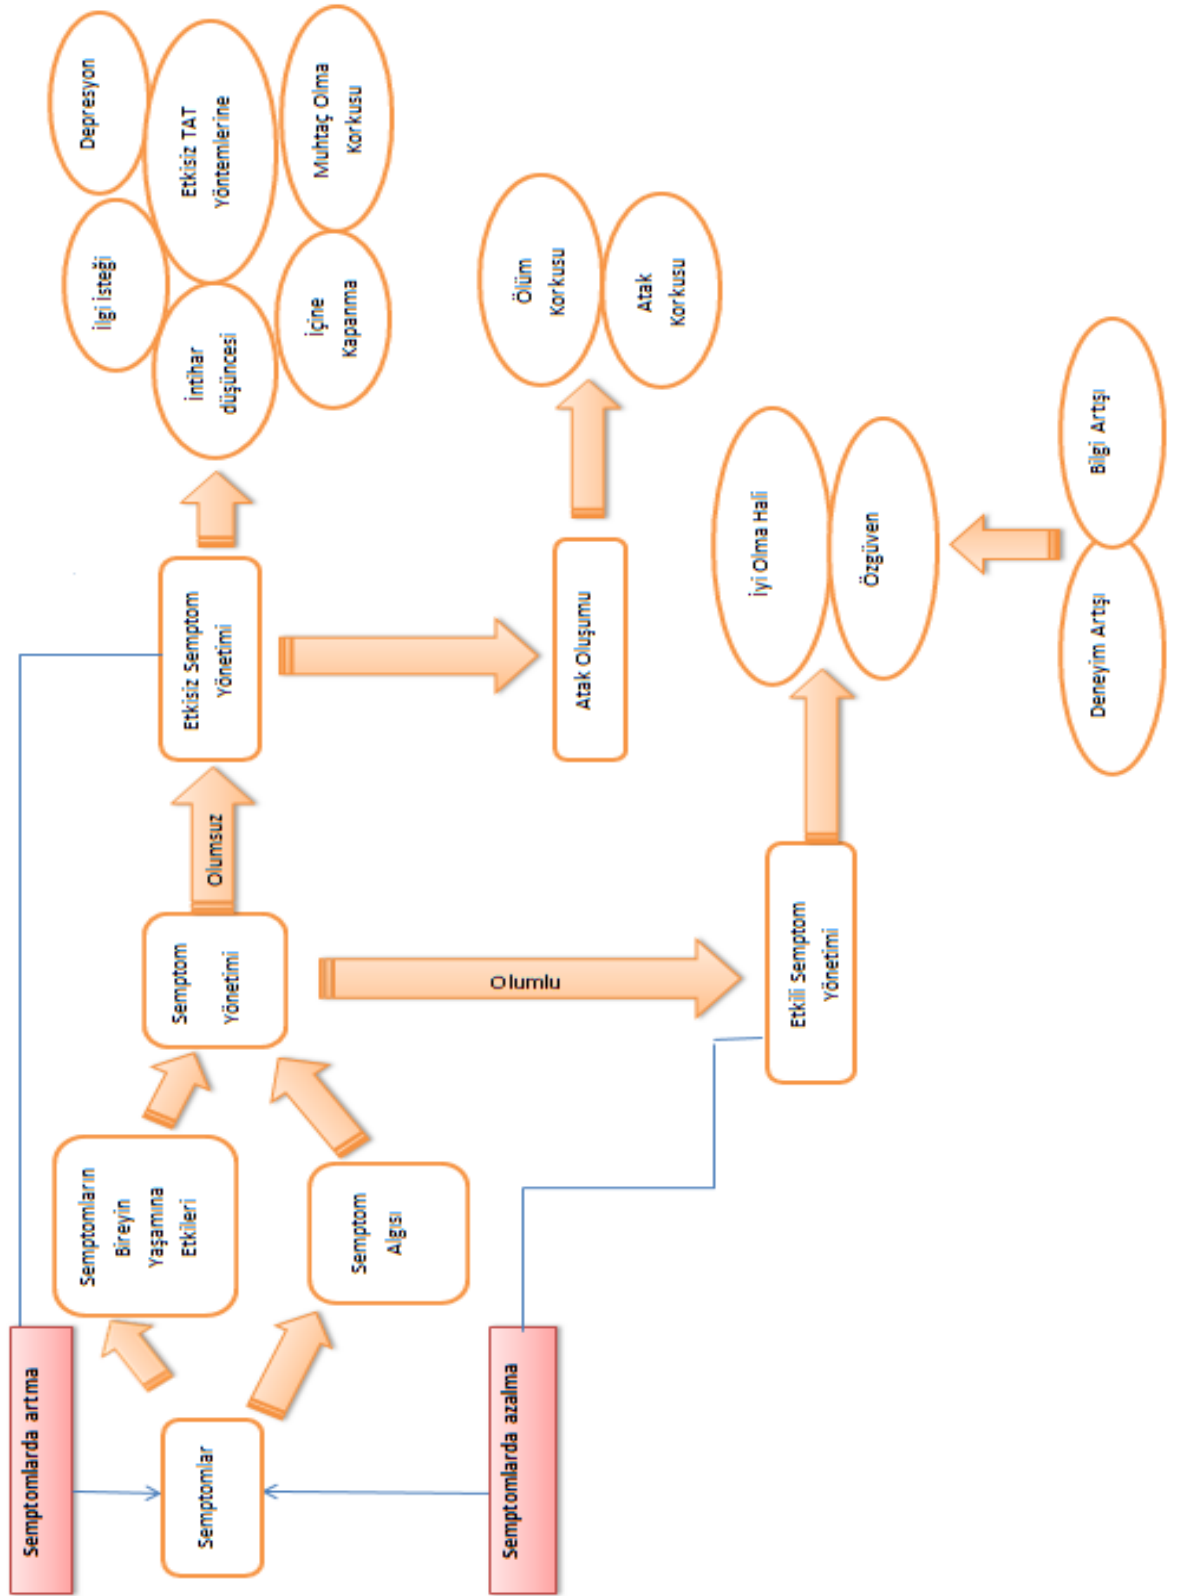 Semptomlarda artma
Semptomlar
Semptomlarda azalma
Semptomların
Bireyin
Yaşamına
Etkileri
Semptom
Algısı
Semptom
Yönetimi
Olumsuz
Olumlu
Etkisiz Semptom
Yönetimi
Atak Oluşumu
Etkili Semptom
Yönetimi
İlgi İsteği
Depresyon
İntihar
düşüncesi
Etkisiz TAT
Yöntemlerine
İçine
Kapanma
Muhtaç Olma
Korkusu
Ölüm
Korkusu
Atak
Korkusu
İyi Olma Hali
Özgüven
Deneyim Artışı
Bilgi Artışı